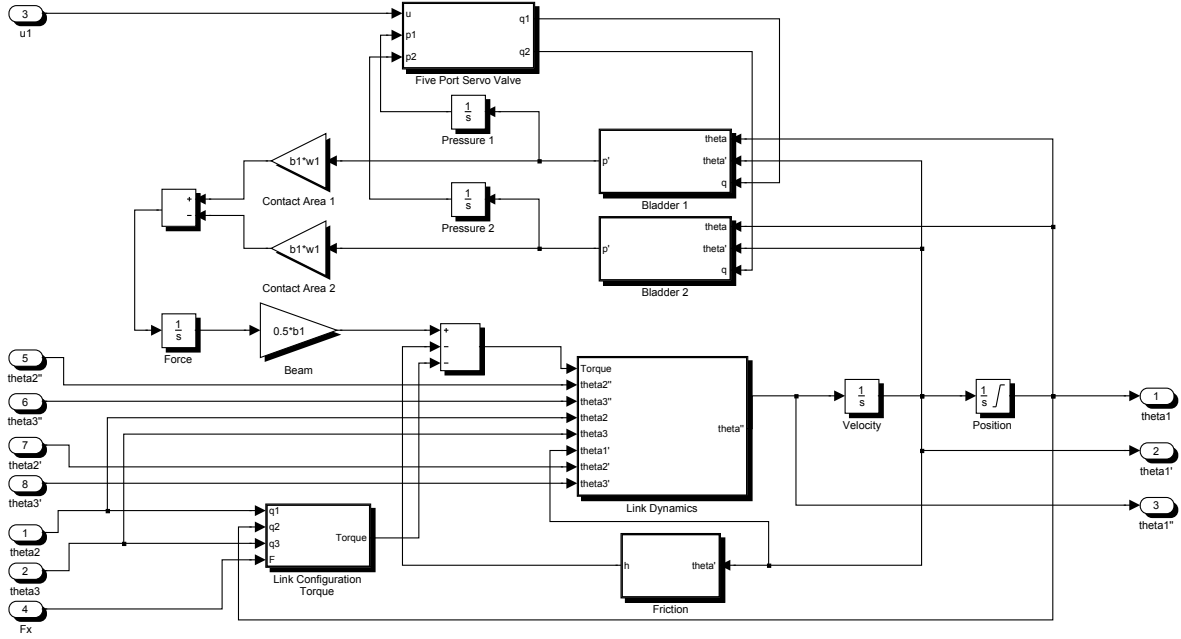 3
u1
u
p1
p2
q1
q2
Five Port Servo Valve
1
s
Pressure 1
b1*w1
Contact Area 1
p'
theta
theta'
q
Bladder 1
+
−
1
s
Pressure 2
b1*w1
Contact Area 2
p'
theta
theta'
q
Bladder 2
1
s
Force
0.5*b1
Beam
+
−
−
5
theta2''
6
theta3''
7
theta2'
8
theta3'
1
theta2
2
theta3
4
Fx
Torque
theta2''
theta3''
theta2
theta3
theta1'
theta2'
theta3'
theta''
Link Dynamics
1
s
Velocity
1
s
Position
1
theta1
2
theta1'
3
theta1''
q1
q2
q3
F
Torque
Link Configuration
Torque
h
theta'
Friction